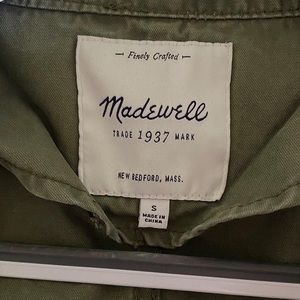 Finely Crafted
Madewell
TRADE 1937 MARK
NEW BEDFORD, MASS.
S
MADE IN
CHINA